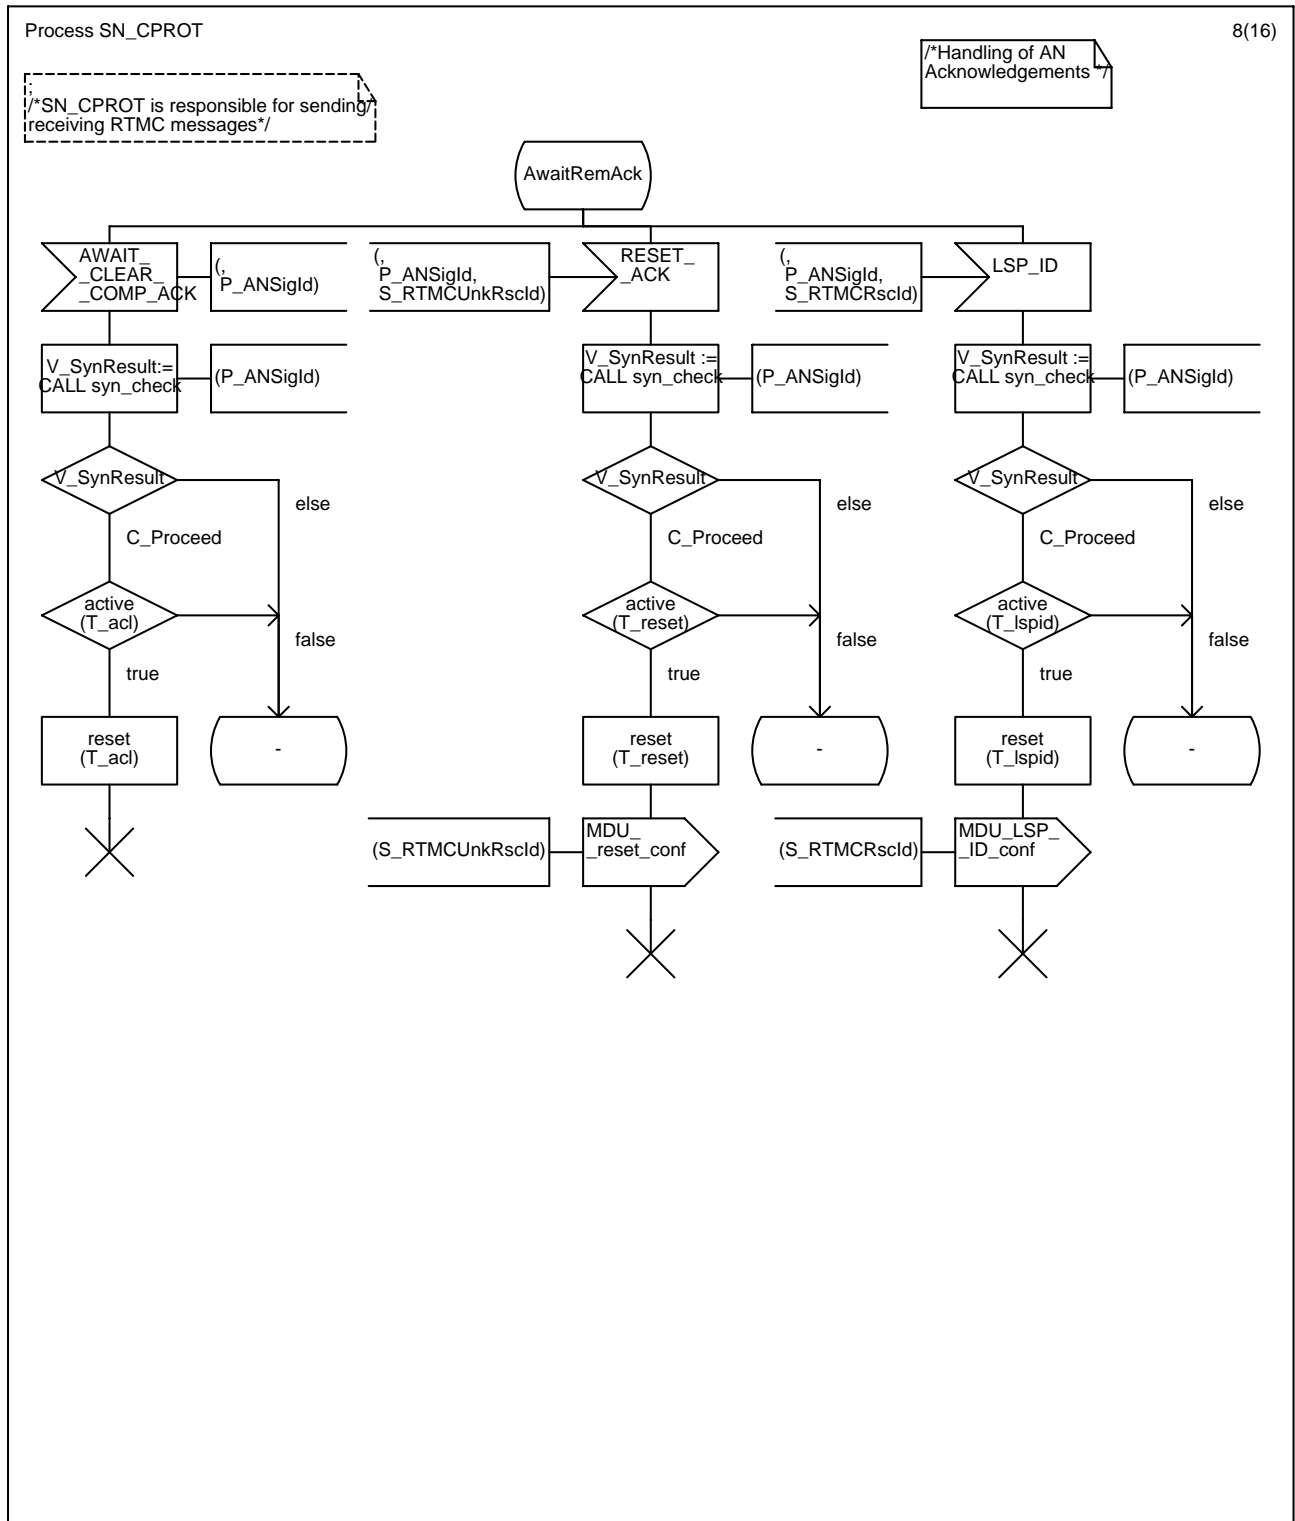 Process SN_CPROT
8(16)
/*Handling of AN
Acknowledgements */
;
/*SN_CPROT is responsible for sending/
receiving RTMC messages*/
AwaitRemAck
AWAIT_
_CLEAR_
_COMP_ACK
(,
P_ANSigId)
(,
P_ANSigId,
S_RTMCUnkRscId)
RESET_
_ACK
(,
P_ANSigId,
S_RTMCRscId)
LSP_ID
V_SynResult:=
CALL syn_check
(P_ANSigId)
V_SynResult :=
CALL syn_check
(P_ANSigId)
V_SynResult :=
CALL syn_check
(P_ANSigId)
V_SynResult
V_SynResult
V_SynResult
else
else
else
C_Proceed
C_Proceed
C_Proceed
active
(T_acl)
active
(T_reset)
active
(T_lspid)
false
false
false
true
true
true
reset
(T_acl)
-
reset
(T_reset)
-
reset
(T_lspid)
-
(S_RTMCUnkRscId)
MDU_
_reset_conf
(S_RTMCRscId)
MDU_LSP_
_ID_conf